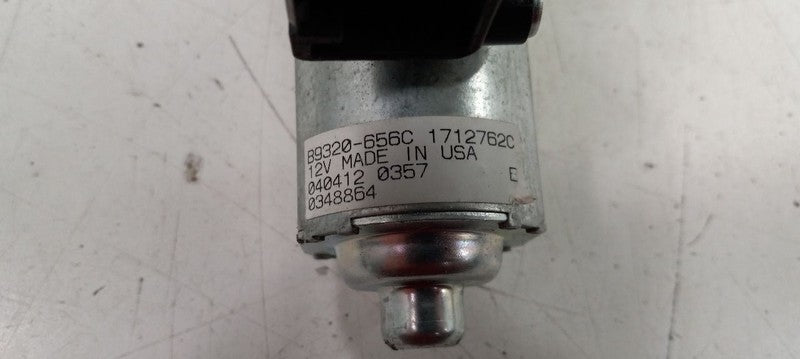 B9320-656C 1712762C
12V MADE IN USA
040412 0357 E
0348864